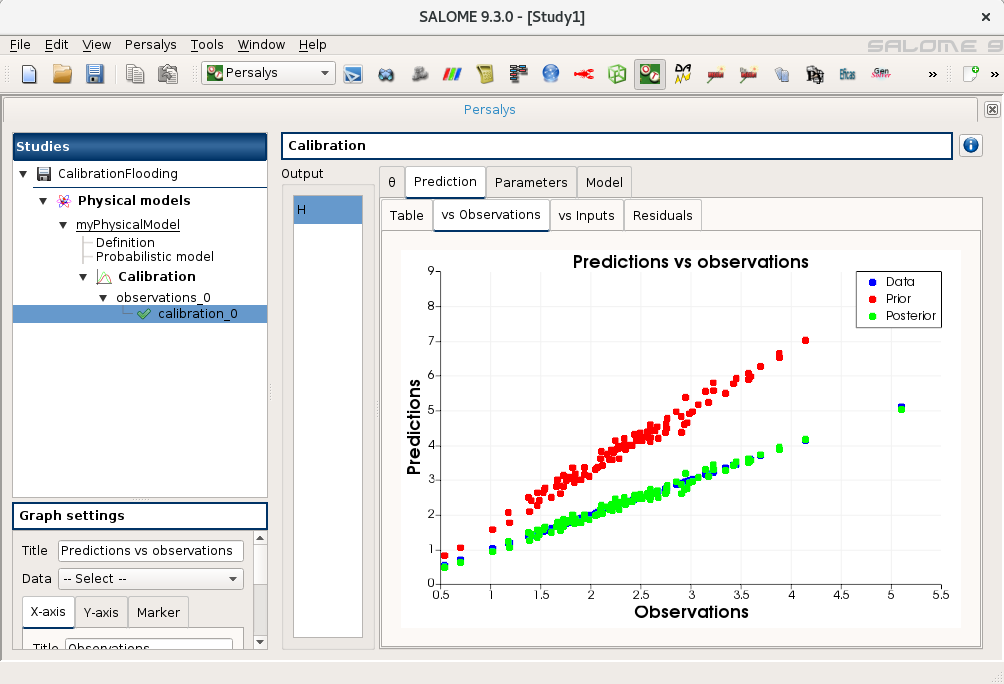 SALOME 9.3.0 - [Study1]
File Edit View Persalys Tools Window Help
SALOME 9
Persalys
Efcas
Gen
Persalys
Studies
CalibrationFlooding
Physical models
myPhysicalModel
Definition
Probabilistic model
Calibration
observations_0
calibration_0
Graph settings
Title Predictions vs observations
Data -- Select --
X-axis Y-axis Marker
Title Observations
Calibration
Output
H
θ Prediction Parameters Model
Table vs Observations vs Inputs Residuals
Predictions vs observations
Data
Prior
Posterior
Predictions
9
8
7
6
5
4
3
2
1
0
0.5 1 1.5 2 2.5 3 3.5 4 4.5 5 5.5
Observations